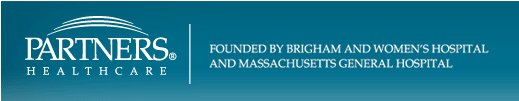 PARTNERS®
HEALTHCARE
FOUNDED BY BRIGHAM AND WOMEN'S HOSPITAL
AND MASSACHUSETTS GENERAL HOSPITAL